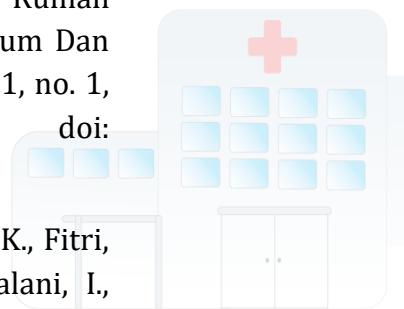 Rumah
um Dan
1, no. 1,
doi:
K., Fitri,
alani, I.,